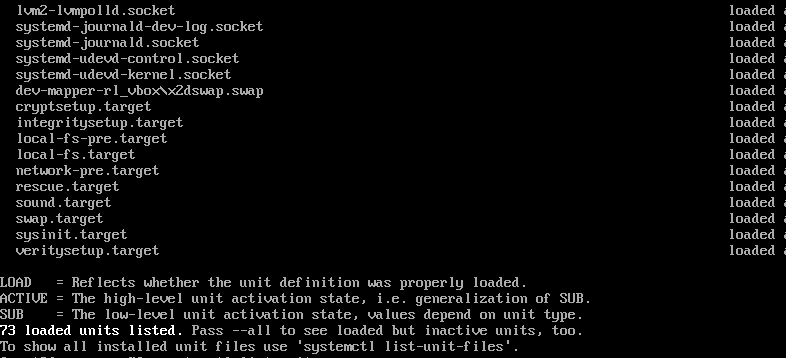 lvm2-lvmpolld.socket loaded a
systemd-journald-dev-log.socket loaded a
systemd-journald.socket loaded a
systemd-udevd-control.socket loaded a
systemd-udevd-kernel.socket loaded a
dev-mapper-rl_vbox\x2dswap.swap loaded a
cryptsetup.target loaded a
integritysetup.target loaded a
local-fs-pre.target loaded a
local-fs.target loaded a
network-pre.target loaded a
rescue.target loaded a
sound.target loaded a
swap.target loaded a
sysinit.target loaded a
veritysetup.target loaded a
LOAD   = Reflects whether the unit definition was properly loaded.
ACTIVE = The high-level unit activation state, i.e. generalization of SUB.
SUB    = The low-level unit activation state, values depend on unit type.
73 loaded units listed. Pass --all to see loaded but inactive units, too.
To show all installed unit files use 'systemctl list-unit-files'.